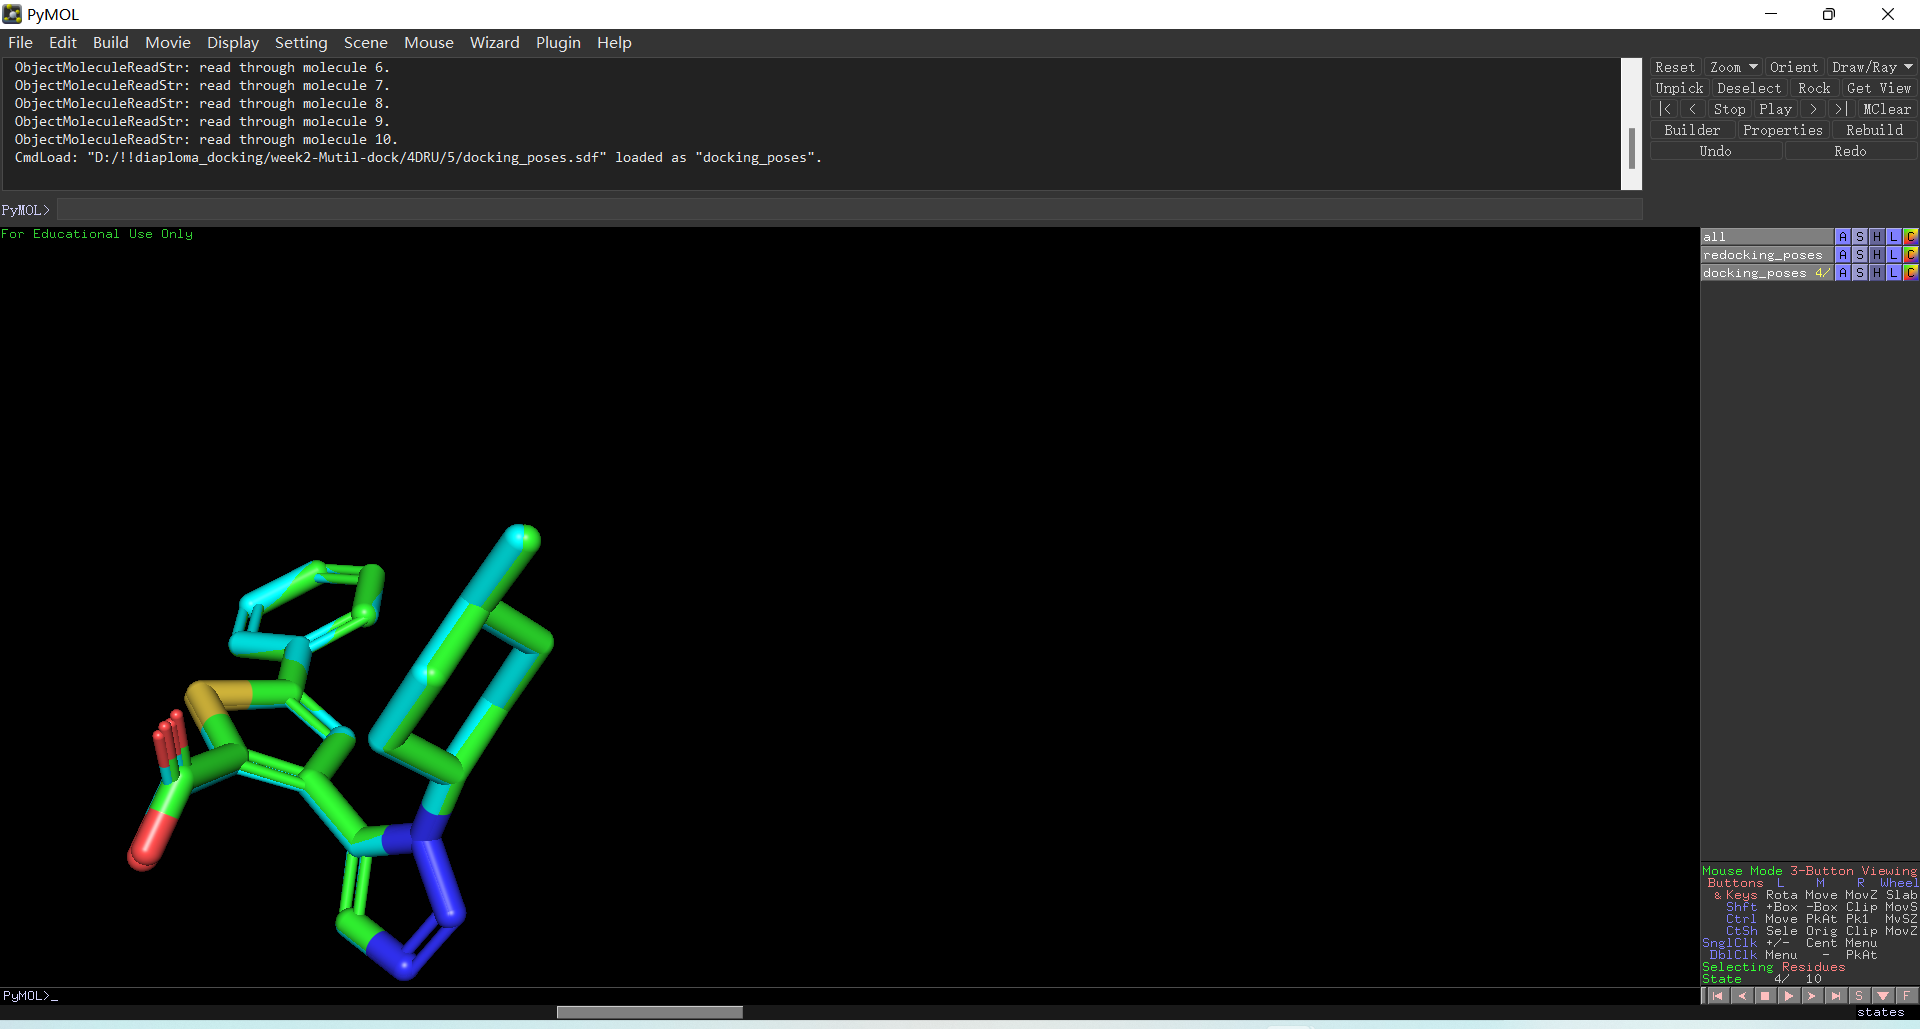 PyMOL
File Edit Build Movie Display Setting Scene Mouse Wizard Plugin Help
ObjectMoleculeReadStr: read through molecule 6.
ObjectMoleculeReadStr: read through molecule 7.
ObjectMoleculeReadStr: read through molecule 8.
ObjectMoleculeReadStr: read through molecule 9.
ObjectMoleculeReadStr: read through molecule 10.
CmdLoad: "D:/!!diaploma_docking/week2-Mutil-dock/4DRU/5/docking_poses.sdf" loaded as "docking_poses".
Reset Zoom Orient Draw/Ray
Unpick Deselect Rock Get View
|< < Stop Play > >| MClear
Builder Properties Rebuild
Undo Redo
PyMOL>
For Educational Use Only
all A S H L C
redocking_poses A S H L C
docking_poses 4/ A S H L C
Mouse Mode 3-Button Viewing
Buttons L M R Wheel
& Keys Rota Move MovZ Slab
Shft +Box -Box Clip MovS
Ctrl Move PkAt Pk1 MvSZ
CtSh Sele Orig Clip MovZ
SnglClk +/- Cent Menu
DblClk Menu - PkAt
Selecting Residues
State 4/ 10
PyMOL>_
S F
states